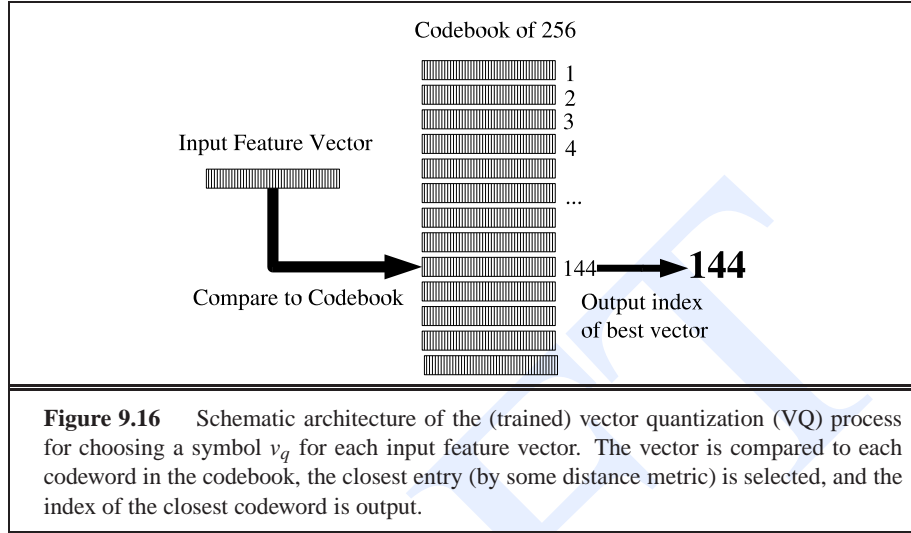 Codebook of 256
1
2
3
4
Input Feature Vector
...
144
144
Compare to Codebook
Output index
of best vector
Figure 9.16 Schematic architecture of the (trained) vector quantization (VQ) process
for choosing a symbol v_q for each input feature vector. The vector is compared to each
codeword in the codebook, the closest entry (by some distance metric) is selected, and the
index of the closest codeword is output.